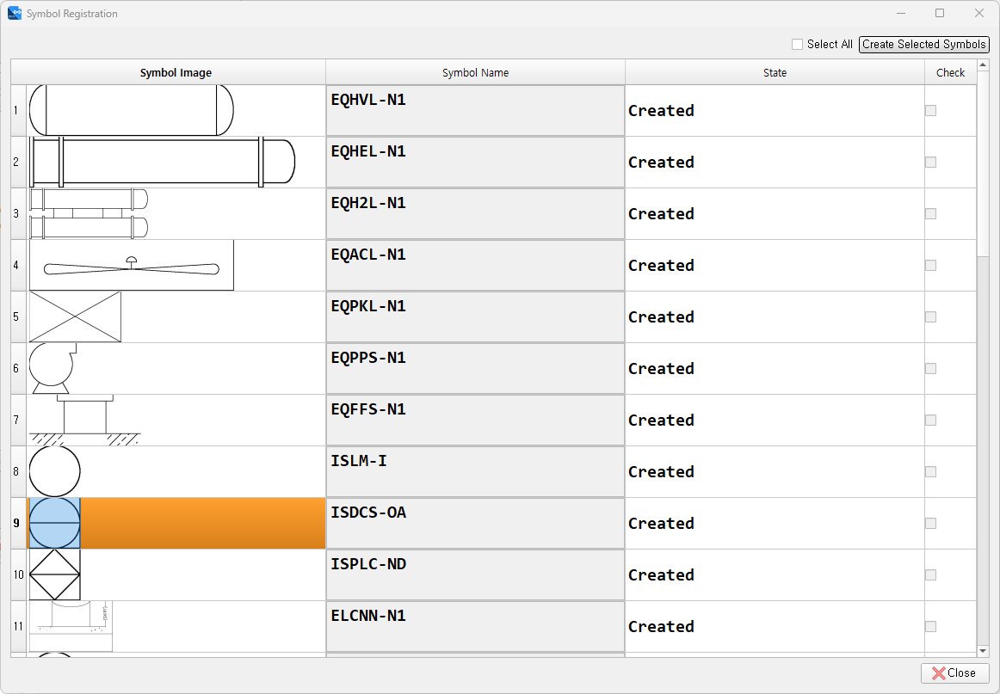 Symbol Registration
Select All Create Selected Symbols
Symbol Image Symbol Name State Check
1 EQHVL-N1 Created
2 EQHEL-N1 Created
3 EQH2L-N1 Created
4 EQACL-N1 Created
5 EQPKL-N1 Created
6 EQPPS-N1 Created
7 EQFFS-N1 Created
8 ISLM-I Created
9 ISDCS-OA Created
10 ISPLC-ND Created
11 ELCNN-N1 Created
Close